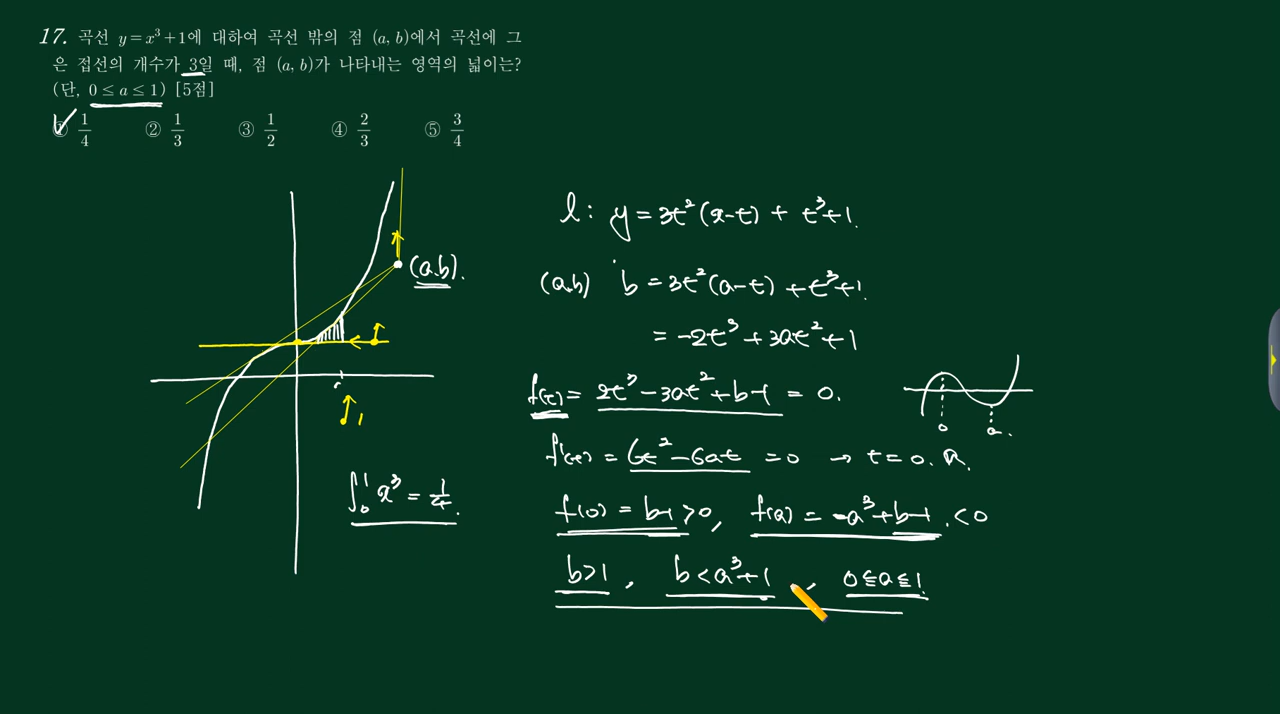 17. 곡선 y=x³+1에 대하여 곡선 밖의 점 (a, b)에서 곡선에 그
은 접선의 개수가 3일 때, 점 (a, b)가 나타내는 영역의 넓이는?
(단, 0≤a≤1) [5점]
① 1/4 ② 1/3 ③ 1/2 ④ 2/3 ⑤ 3/4
l: y=3t²(x-t)+t³+1.
(a,b) b=3t²(a-t)+t³+1.
=-2t³+3at²+1
f(t)=2t³-3at²+b-1=0.
f'(t)=6t²-6at=0 → t=0. a.
f(0)=b-1>0, f(a)=-a³+b-1.<0
b>1, b<a³+1, 0≦a≦1.
(a.b).
1
∫₀¹x³=1/4.
0 a.